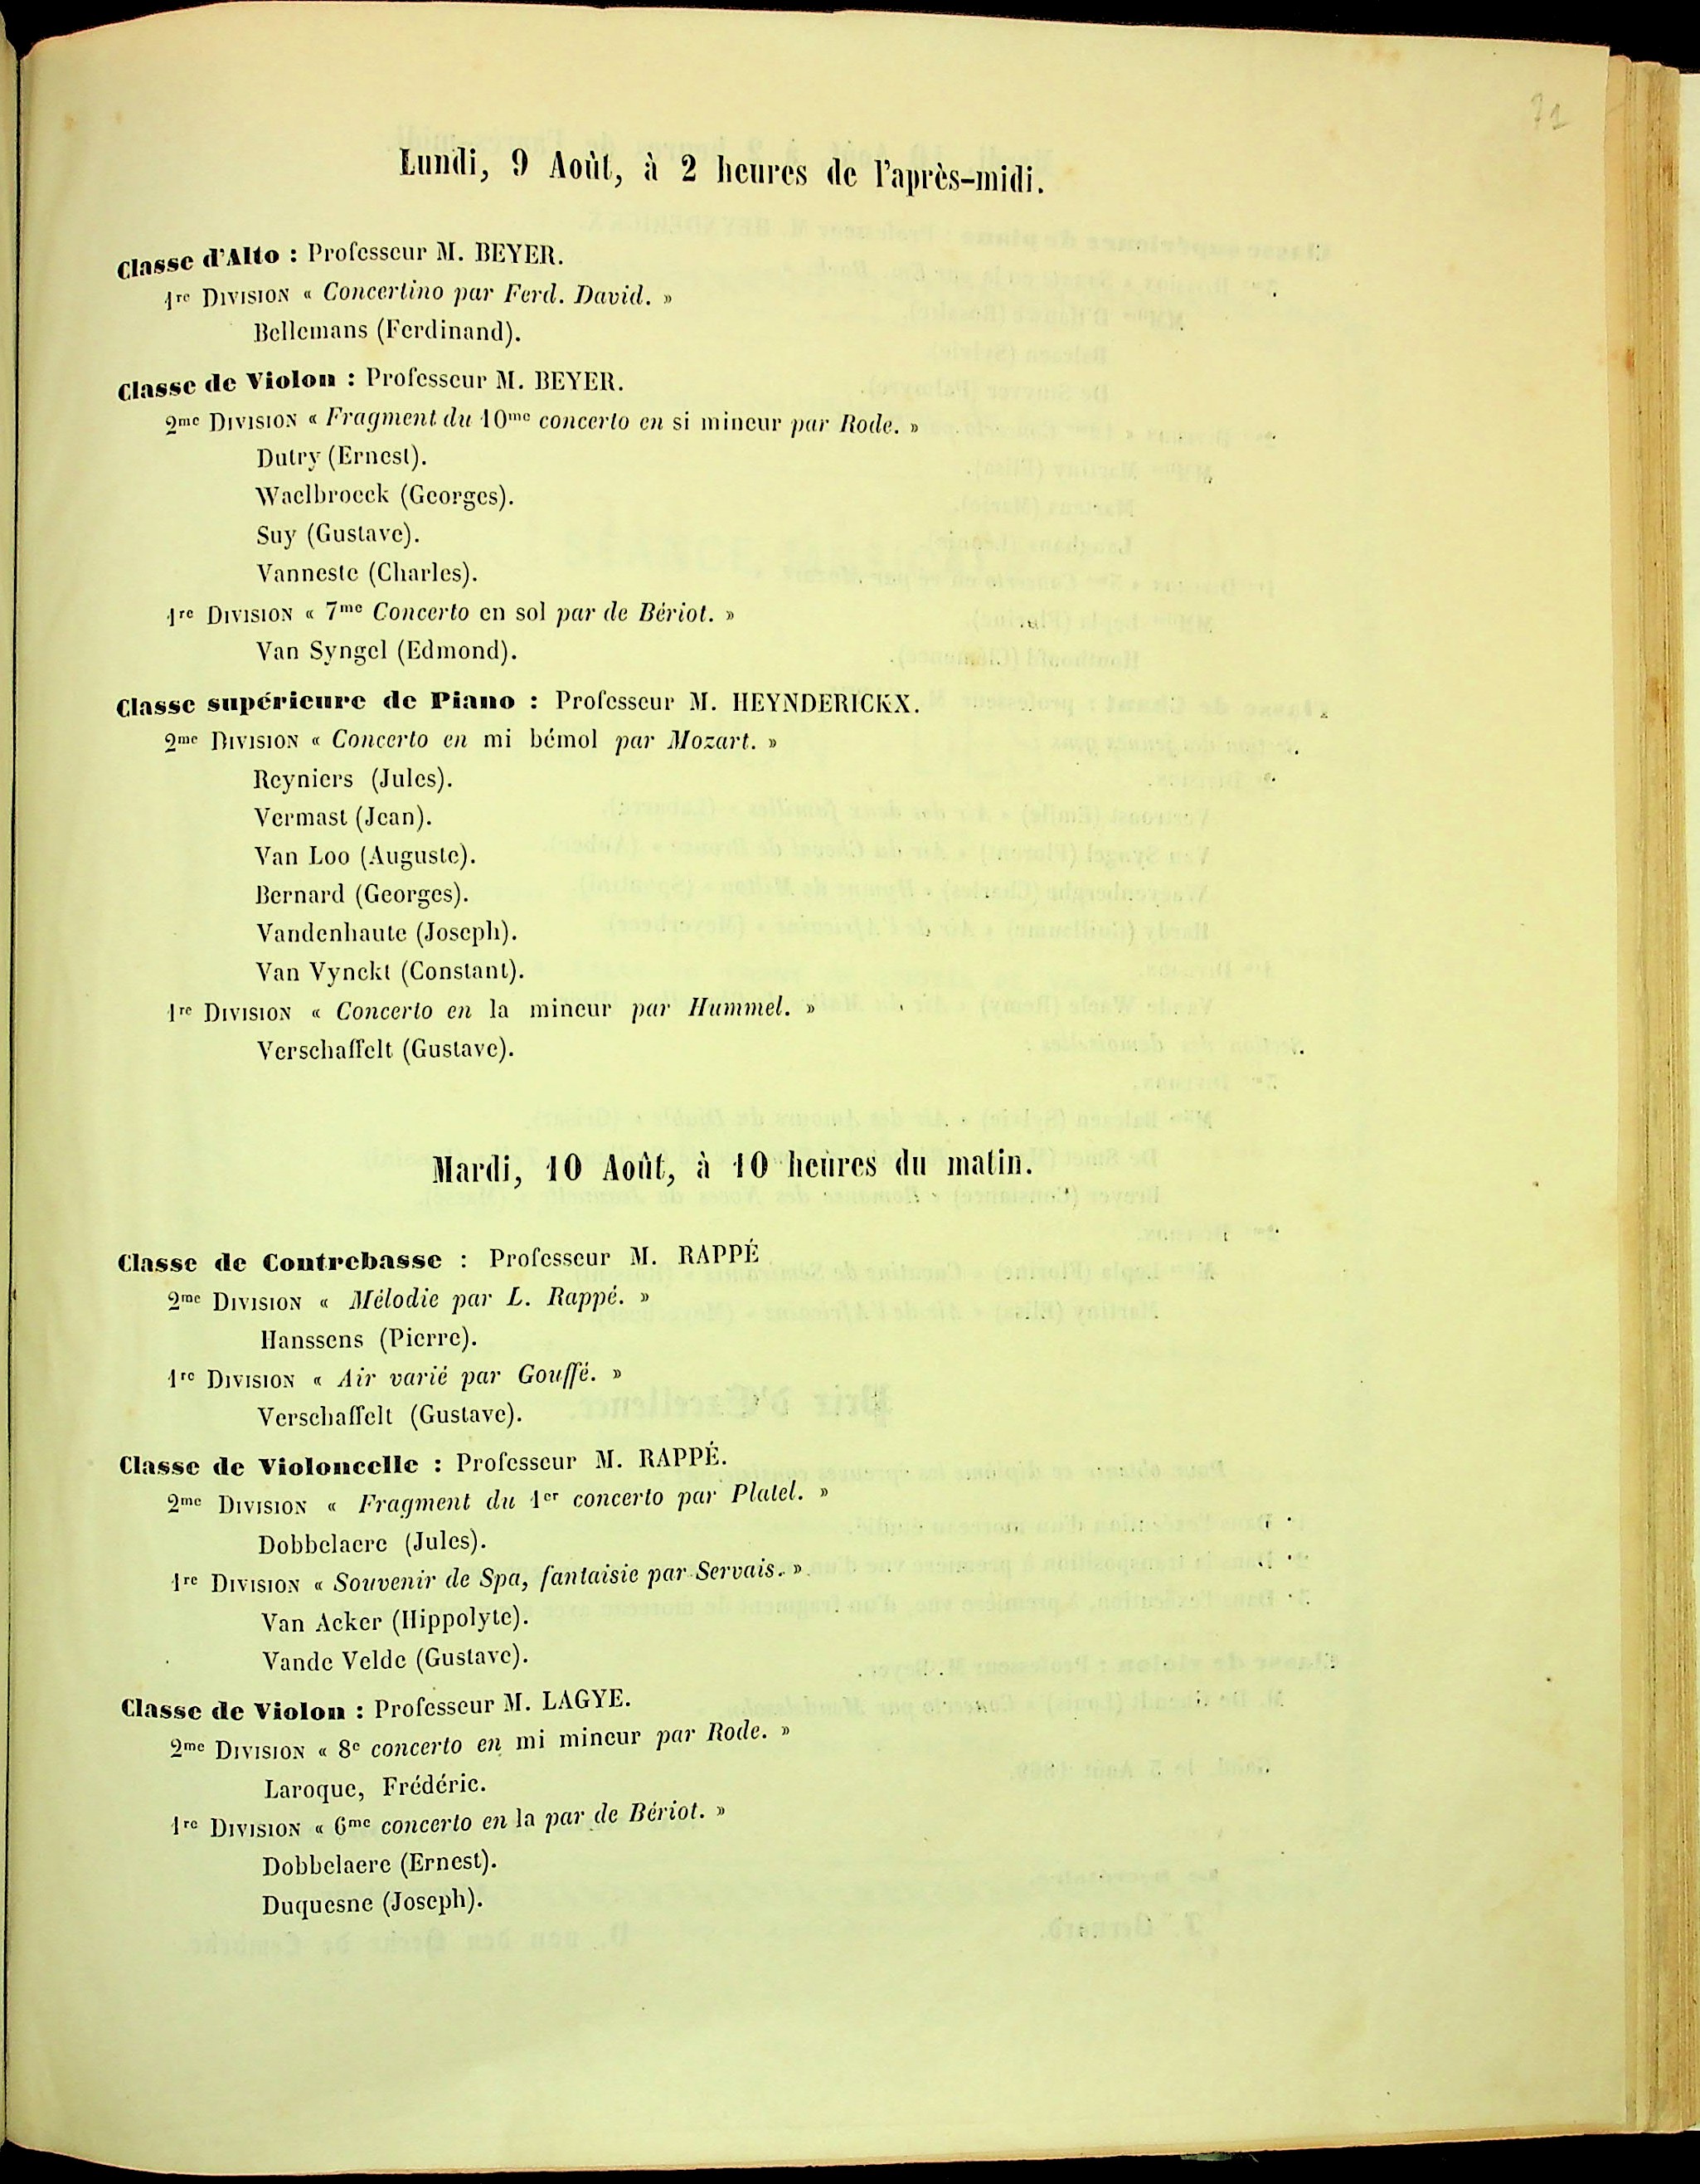 71
Lundi, 9 Août, à 2 heures de l'après-midi.
Classe d'Alto : Professeur M. BEYER.
1re DIVISION « Concertino par Ferd. David. »
Bellemans (Ferdinand).
Classe de Violon : Professeur M. BEYER.
2me DIVISION « Fragment du 10me concerto en si mineur par Rode. »
Dutry (Ernest).
Waelbroeck (Georges).
Suy (Gustave).
Vanneste (Charles).
1re DIVISION « 7me Concerto en sol par de Bériot. »
Van Syngel (Edmond).
Classe supérieure de Piano : Professeur M. HEYNDERICKX.
2me DIVISION « Concerto en mi bémol par Mozart. »
Reyniers (Jules).
Vermast (Jean).
Van Loo (Auguste).
Bernard (Georges).
Vandenhaute (Joseph).
Van Vynckt (Constant).
1re DIVISION « Concerto en la mineur par Hummel. »
Verschaffelt (Gustave).
Mardi, 10 Août, à 10 heures du matin.
Classe de Contrebasse : Professeur M. RAPPÉ
2me DIVISION « Mélodie par L. Rappé. »
Hanssens (Pierre).
1re DIVISION « Air varié par Gouffé. »
Verschaffelt (Gustave).
Classe de Violoncelle : Professeur M. RAPPÉ.
2me DIVISION « Fragment du 1er concerto par Platel. »
Dobbelaere (Jules).
1re DIVISION « Souvenir de Spa, fantaisie par Servais. »
Van Acker (Hippolyte).
Vande Velde (Gustave).
Classe de Violon : Professeur M. LAGYE.
2me DIVISION « 8e concerto en mi mineur par Rode. »
Laroque, Frédéric.
1re DIVISION « 6me concerto en la par de Bériot. »
Dobbelaere (Ernest).
Duquesne (Joseph).